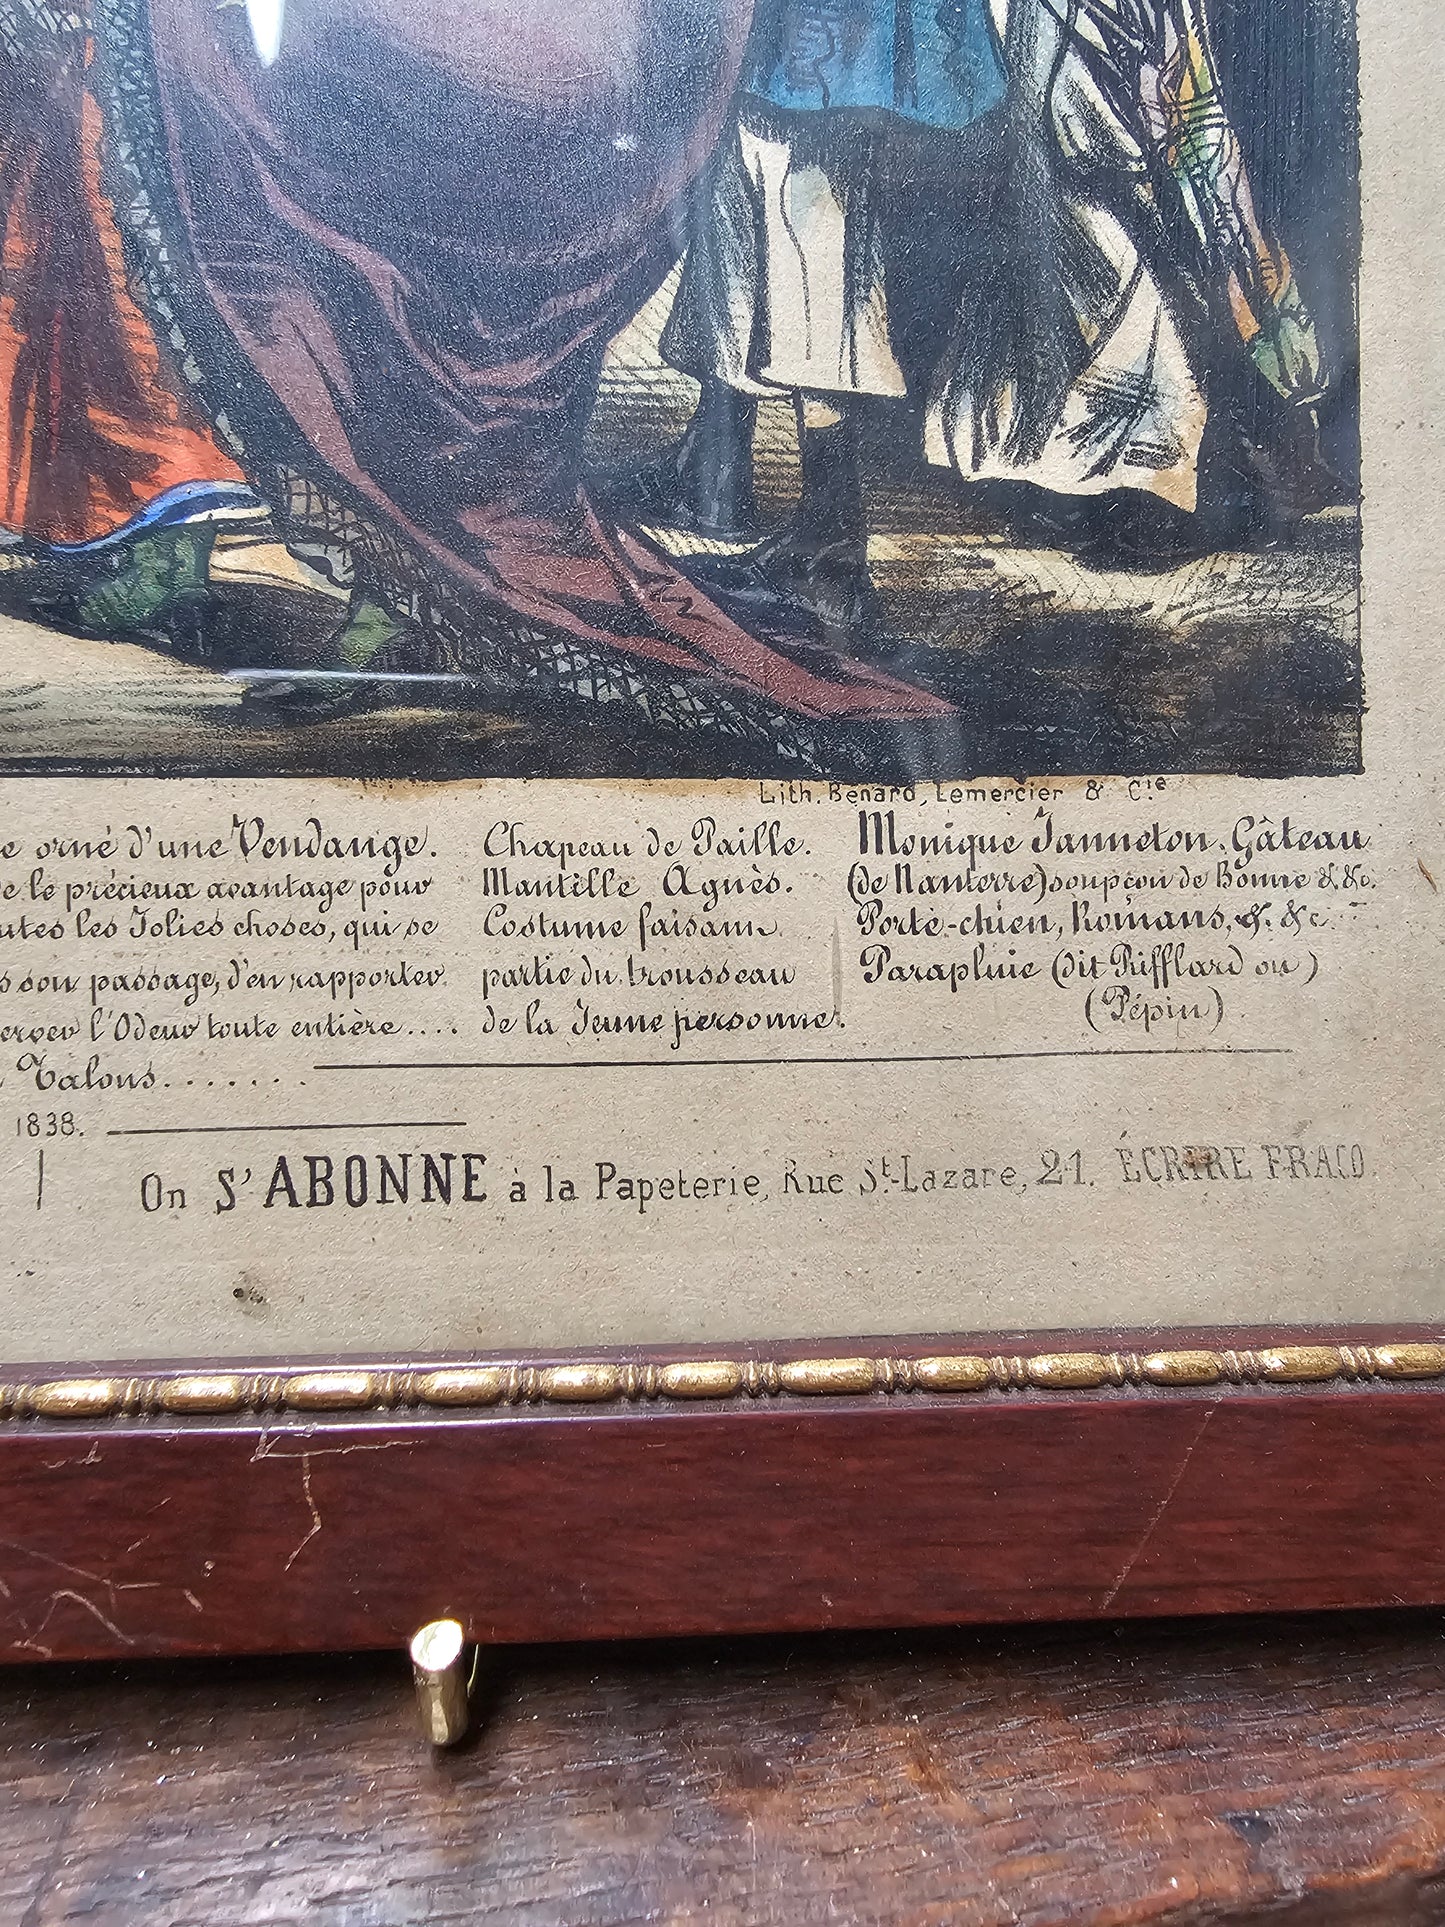 Lith. Benard, Lemercier & Cie
orné d'une Vendange.
le précieux avantage pour
les Jolies choses, qui se
son passage, d'en rapporter
l'Odeur toute entière....
Talons.......
Chapeau de Paille.
Mantille Agnès.
Costume faisant
partie du trousseau
de la Jeune personne.
Monique Janneton. Gâteau
(de Nanterre) soupçon de Bonne &. &c.
Porte-chien, Romans, &. &c.
Parapluie (dit Rifflard ou)
(Pépin)
1838.
On S'ABONNE à la Papeterie, Rue St-Lazare, 21. ÉCRIRE FRACO.